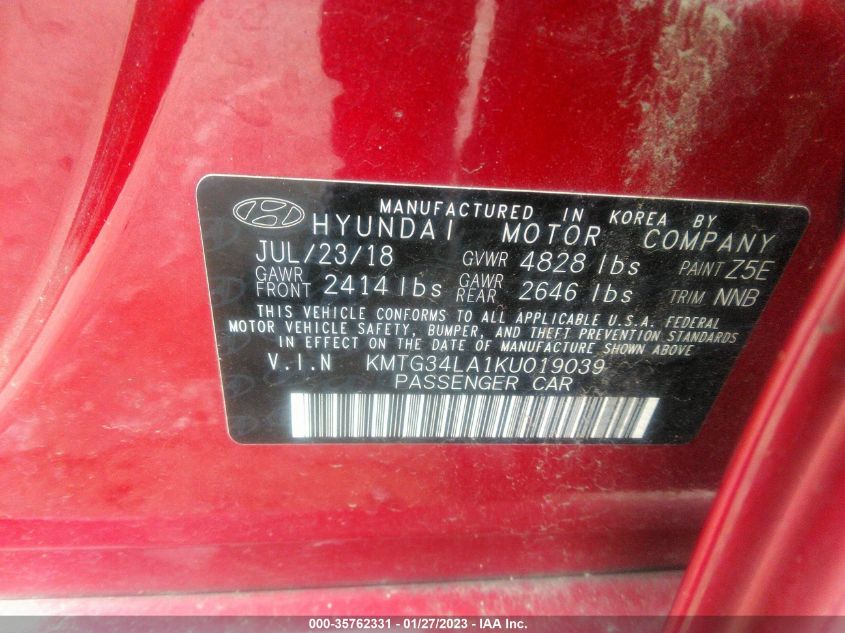 MANUFACTURED IN KOREA BY
HYUNDAI MOTOR COMPANY
JUL/23/18 GVWR 4828 lbs PAINT Z5E
GAWR FRONT 2414 lbs GAWR REAR 2646 lbs TRIM NNB
THIS VEHICLE CONFORMS TO ALL APPLICABLE U.S.A. FEDERAL
MOTOR VEHICLE SAFETY, BUMPER, AND THEFT PREVENTION STANDARDS
IN EFFECT ON THE DATE OF MANUFACTURE SHOWN ABOVE.
V.I.N KMTG34LA1KU019039
PASSENGER CAR
000-35762331 — 01/27/2023 — IAA Inc.